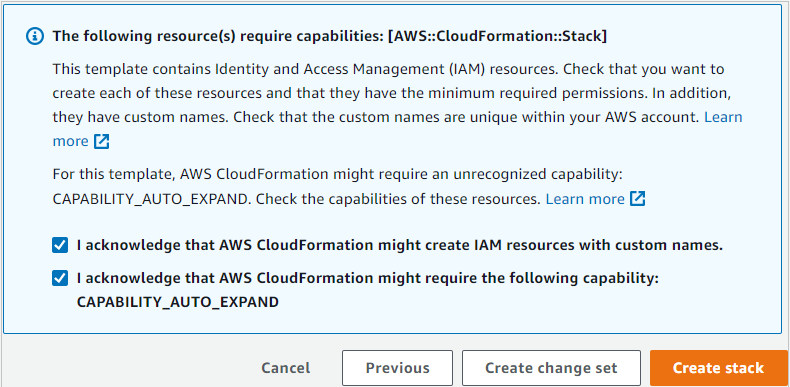 The following resource(s) require capabilities: [AWS::CloudFormation::Stack]
This template contains Identity and Access Management (IAM) resources. Check that you want to
create each of these resources and that they have the minimum required permissions. In addition,
they have custom names. Check that the custom names are unique within your AWS account. Learn
more
For this template, AWS CloudFormation might require an unrecognized capability:
CAPABILITY_AUTO_EXPAND. Check the capabilities of these resources. Learn more
I acknowledge that AWS CloudFormation might create IAM resources with custom names.
I acknowledge that AWS CloudFormation might require the following capability:
CAPABILITY_AUTO_EXPAND
Cancel Previous Create change set Create stack